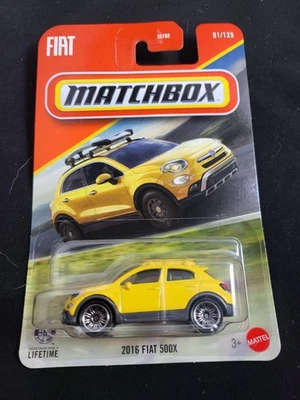 FIAT
01/125
MATCHBOX
LIFETIME
2016 FIAT 500X
3+
MATTEL